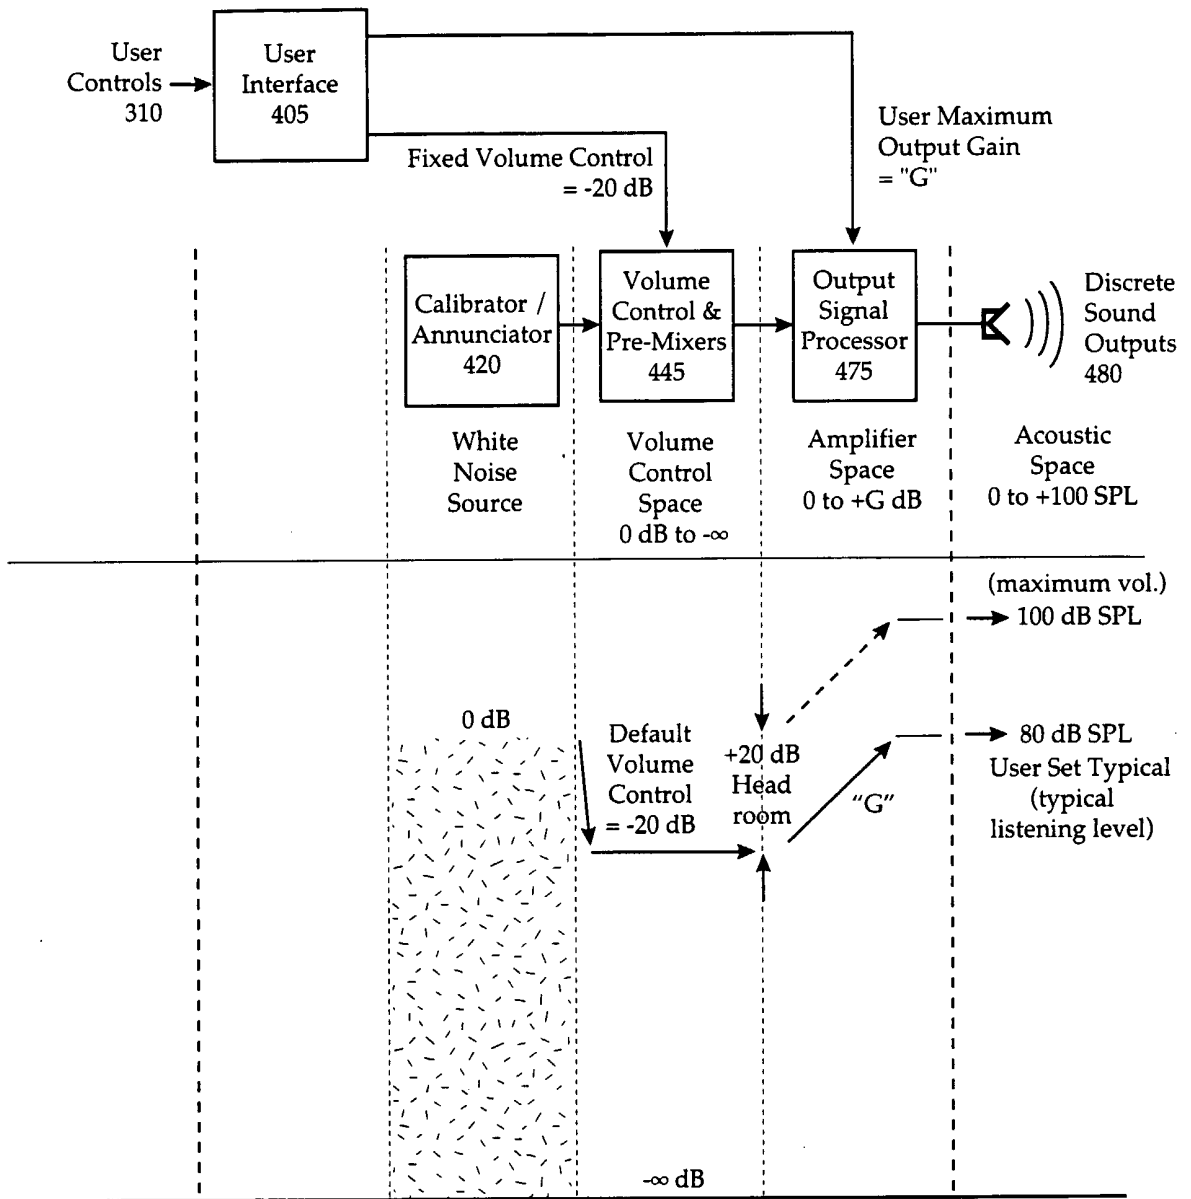 User
Controls
310
User
Interface
405
Fixed Volume Control
= -20 dB
User Maximum
Output Gain
= "G"
Calibrator /
Annunciator
420
Volume
Control &
Pre-Mixers
445
Output
Signal
Processor
475
Discrete
Sound
Outputs
480
White
Noise
Source
Volume
Control
Space
0 dB to -∞
Amplifier
Space
0 to +G dB
Acoustic
Space
0 to +100 SPL
(maximum vol.)
100 dB SPL
0 dB
Default
Volume
Control
= -20 dB
+20 dB
Head
room
"G"
80 dB SPL
User Set Typical
(typical
listening level)
-∞ dB